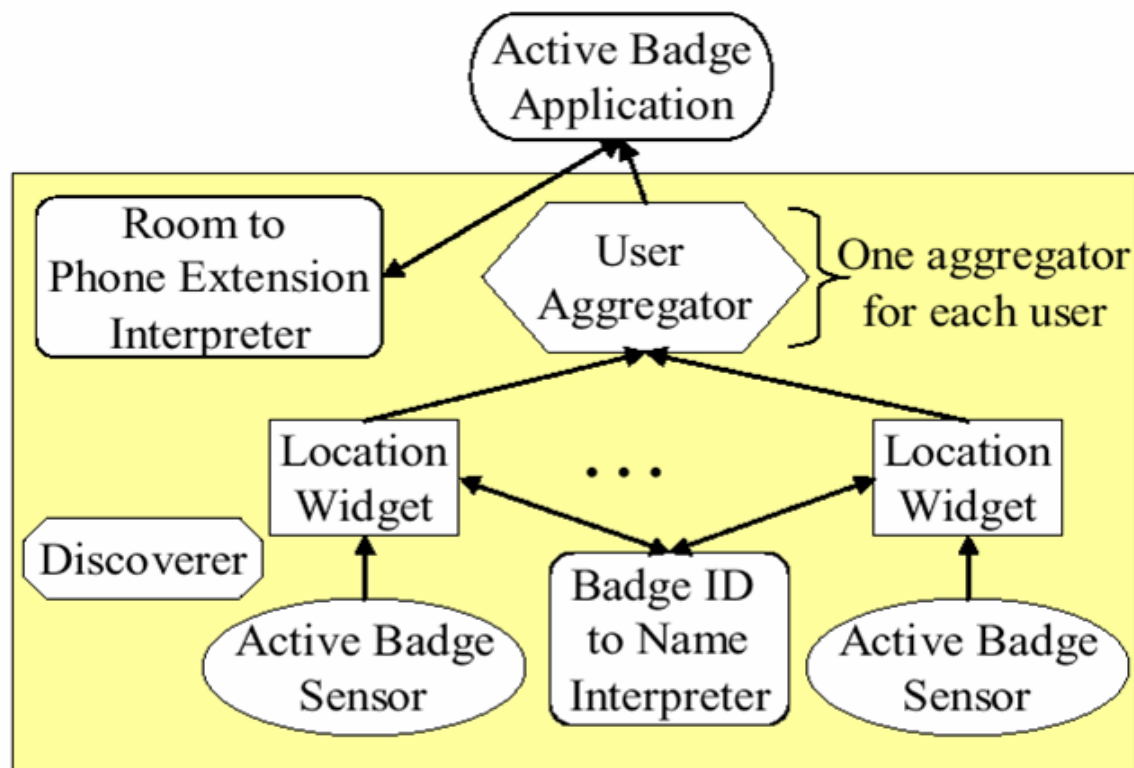 Active Badge
Application
Room to
Phone Extension
Interpreter
User
Aggregator
One aggregator
for each user
Location
Widget
. . .
Location
Widget
Discoverer
Active Badge
Sensor
Badge ID
to Name
Interpreter
Active Badge
Sensor